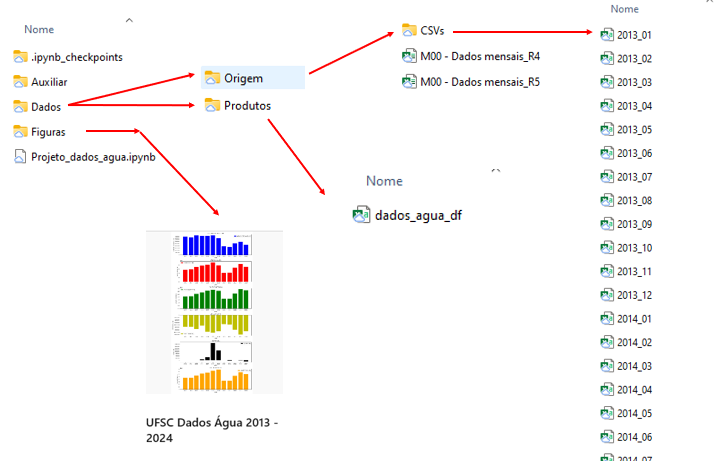 Nome
.ipynb_checkpoints
Auxiliar
Dados
Figuras
Projeto_dados_agua.ipynb
Origem
Produtos
CSVs
M00 - Dados mensais_R4
M00 - Dados mensais_R5
Nome
dados_agua_df
UFSC Dados Água 2013 -
2024
Nome
2013_01
2013_02
2013_03
2013_04
2013_05
2013_06
2013_07
2013_08
2013_09
2013_10
2013_11
2013_12
2014_01
2014_02
2014_03
2014_04
2014_05
2014_06
2014_07